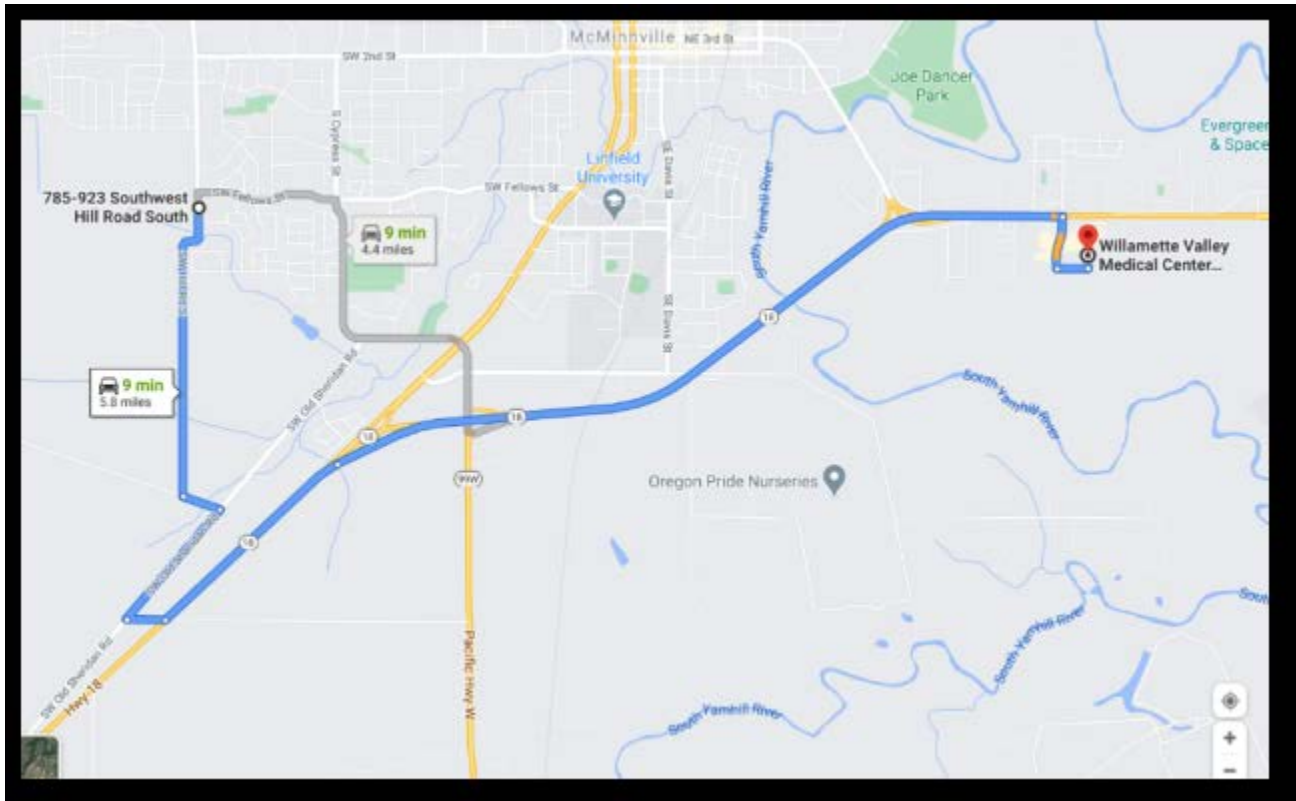 McMinnville
NE 3rd St
SW 2nd St
Joe Dancer
Park
Evergreen
& Space
S Cypress St
Linfield
University
SE Davis St
South Yamhill River
785-923 Southwest
Hill Road South
SW Fellows St
SW Fellows St
9 min
4.4 miles
Willamette Valley
Medical Center...
18
SE Davis St
9 min
5.8 miles
SW Old Sheridan Rd
South Yamhill River
18
18
99W
Oregon Pride Nurseries
18
South
South Yamhill River
Pacific Hwy W
SW Old Sheridan Rd
Hwy 18
South Yamhill River
+
−